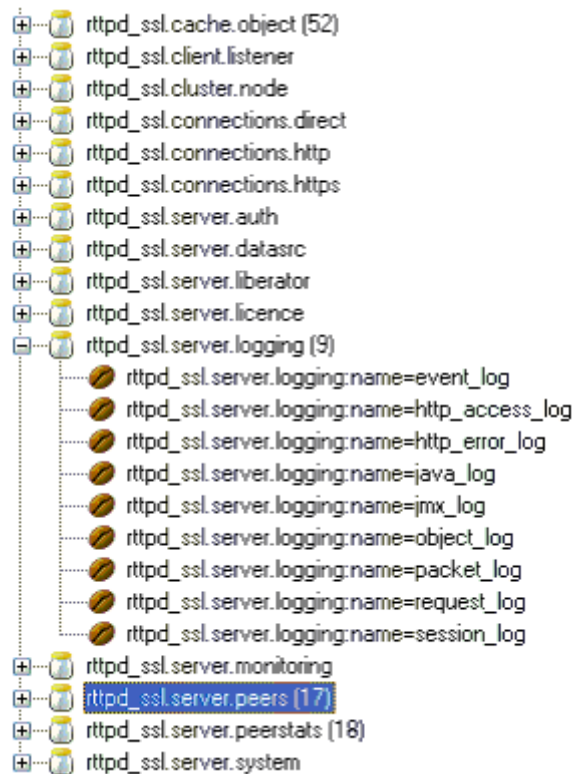 rttpd_ssl.cache.object (52)
rttpd_ssl.client.listener
rttpd_ssl.cluster.node
rttpd_ssl.connections.direct
rttpd_ssl.connections.http
rttpd_ssl.connections.https
rttpd_ssl.server.auth
rttpd_ssl.server.datasrc
rttpd_ssl.server.liberator
rttpd_ssl.server.licence
rttpd_ssl.server.logging (9)
rttpd_ssl.server.logging:name=event_log
rttpd_ssl.server.logging:name=http_access_log
rttpd_ssl.server.logging:name=http_error_log
rttpd_ssl.server.logging:name=java_log
rttpd_ssl.server.logging:name=jmx_log
rttpd_ssl.server.logging:name=object_log
rttpd_ssl.server.logging:name=packet_log
rttpd_ssl.server.logging:name=request_log
rttpd_ssl.server.logging:name=session_log
rttpd_ssl.server.monitoring
rttpd_ssl.server.peers (17)
rttpd_ssl.server.peerstats (18)
rttpd_ssl.server.system